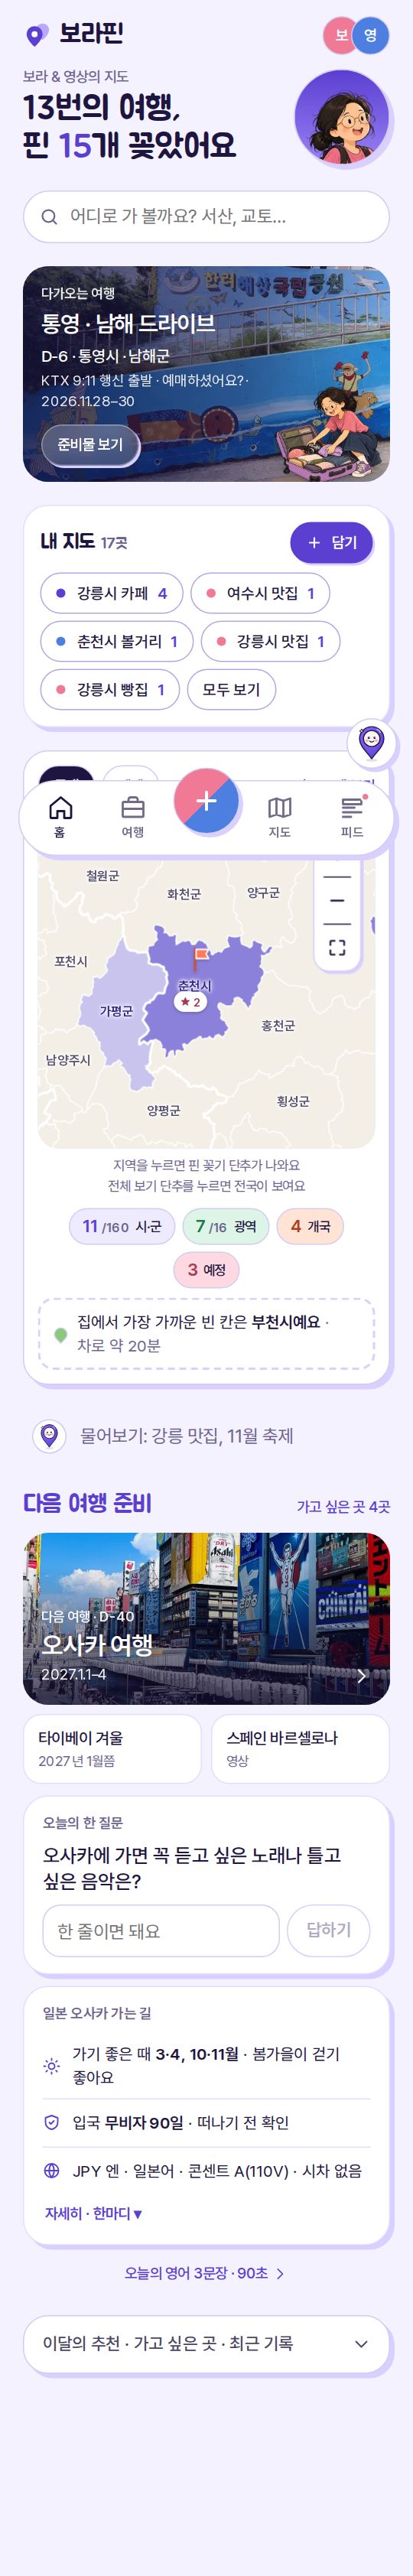 보라핀
보 영
보라 & 영상의 지도
13번의 여행,
핀 15개 꽂았어요
어디로 가 볼까요? 서산, 교토...
한려해상국립공원
다가오는 여행
통영 · 남해 드라이브
D-6 · 통영시 · 남해군
KTX 9:11 행신 출발 · 예매하셨어요? ·
2026.11.28–30
준비물 보기
내 지도 17곳
+ 담기
강릉시 카페 4
여수시 맛집 1
춘천시 볼거리 1
강릉시 맛집 1
강릉시 빵집 1
모두 보기
홈
여행
지도
피드
철원군
화천군
양구군
포천시
춘천시
★ 2
가평군
홍천군
남양주시
횡성군
양평군
지역을 누르면 핀 꽂기 단추가 나와요
전체 보기 단추를 누르면 전국이 보여요
11 /160 시·군
7 /16 광역
4 개국
3 예정
집에서 가장 가까운 빈 칸은 부천시예요 ·
차로 약 20분
물어보기: 강릉 맛집, 11월 축제
다음 여행 준비
가고 싶은 곳 4곳
Asahi
CHINTAI
다음 여행 · D-40
오사카 여행
2027.1.1–4
타이베이 겨울
2027년 1월쯤
스페인 바르셀로나
영상
오늘의 한 질문
오사카에 가면 꼭 듣고 싶은 노래나 틀고
싶은 음악은?
한 줄이면 돼요
답하기
일본 오사카 가는 길
가기 좋은 때 3·4, 10·11월 · 봄가을이 걷기
좋아요
입국 무비자 90일 · 떠나기 전 확인
JPY 엔 · 일본어 · 콘센트 A(110V) · 시차 없음
자세히 · 한마디 ▾
오늘의 영어 3문장 · 90초
이달의 추천 · 가고 싶은 곳 · 최근 기록